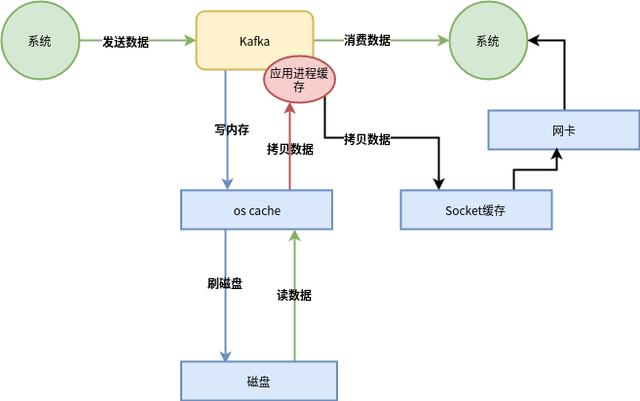 系统
发送数据
Kafka
消费数据
系统
应用进程缓
存
写内存
拷贝数据
拷贝数据
网卡
os cache
Socket缓存
刷磁盘
读数据
磁盘